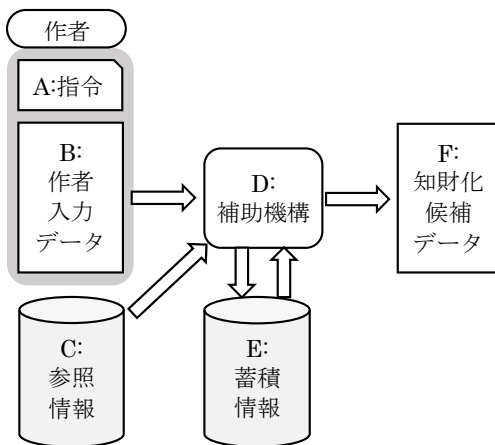 作者
A:指令
B:
作者
入力
データ
D:
補助機構
F:
知財化
候補
データ
C:
参照
情報
E:
蓄積
情報